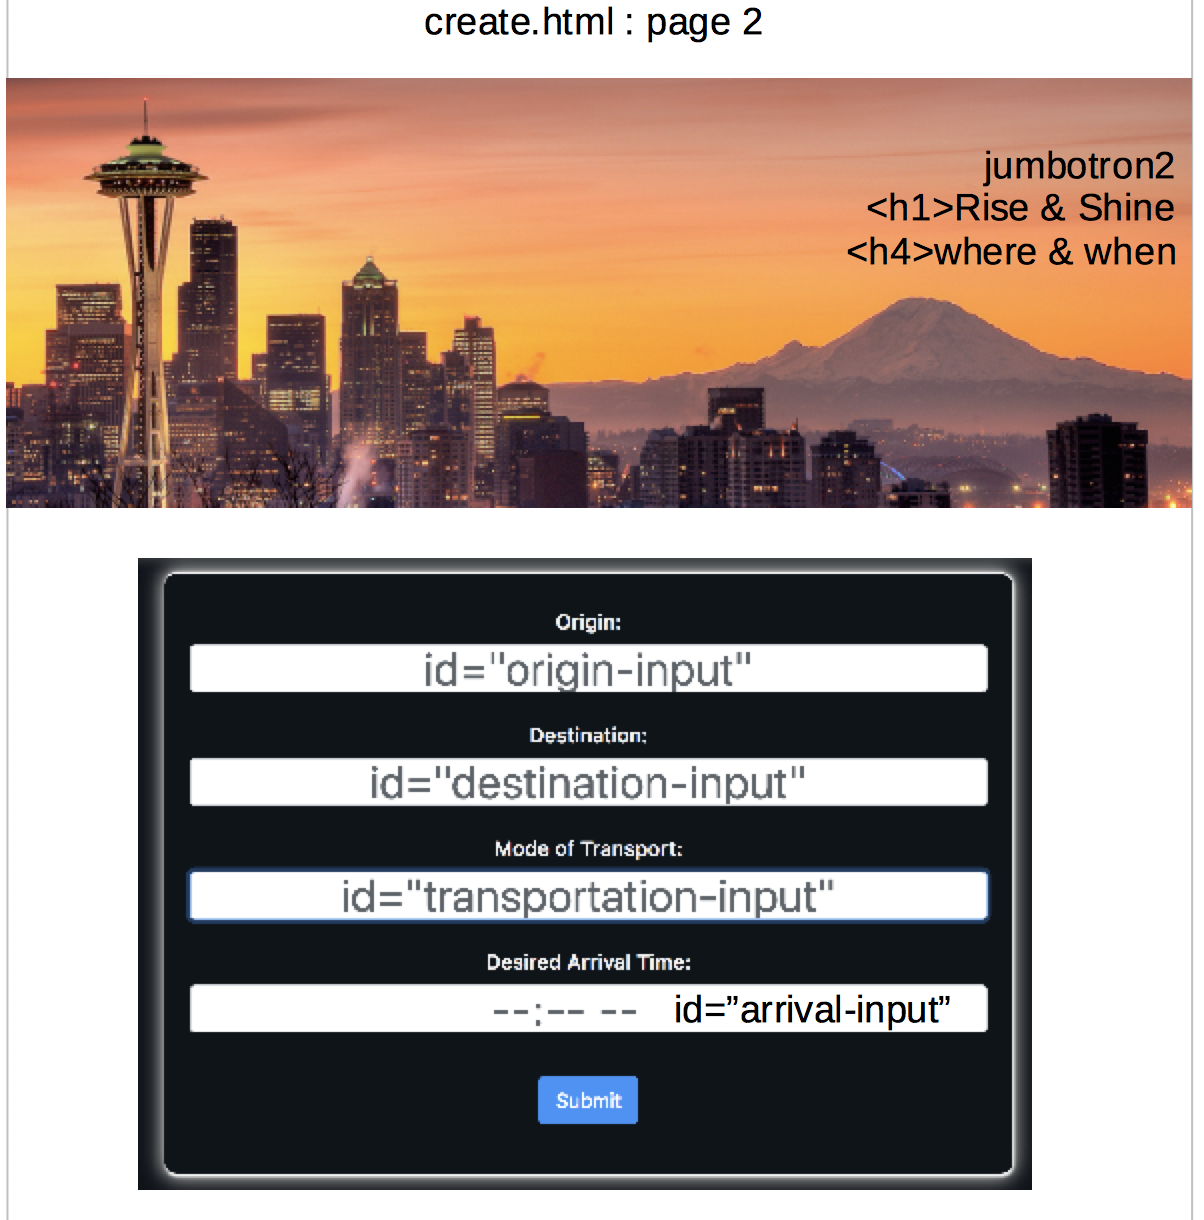 create.html : page 2
jumbotron2
<h1>Rise & Shine
<h4>where & when
Origin:
id="origin-input"
Destination:
id="destination-input"
Mode of Transport:
id="transportation-input"
Desired Arrival Time:
--:-- -- id=”arrival-input”
Submit